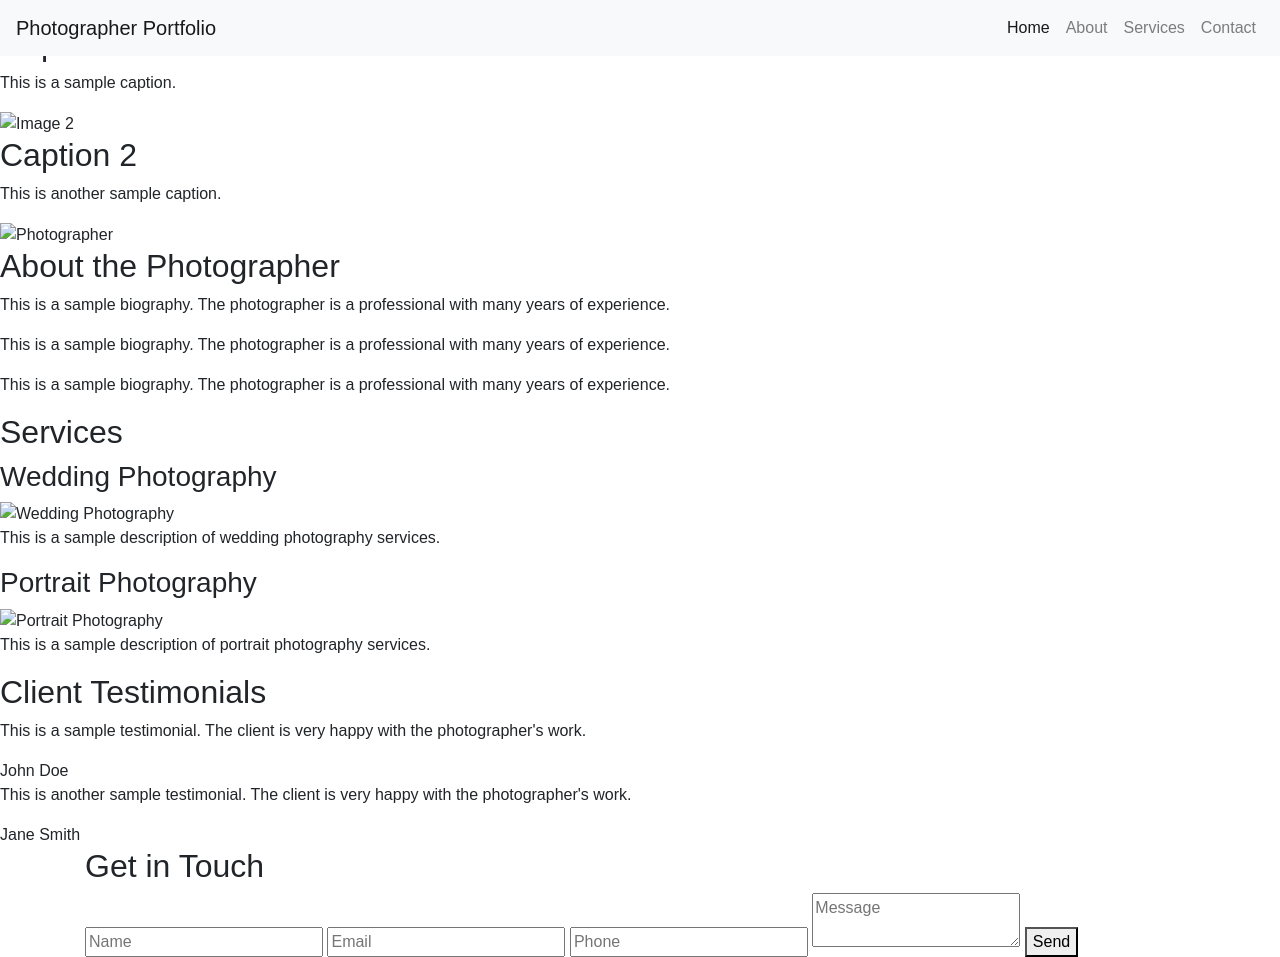 Photographer Portfolio
Home About Services Contact
This is a sample caption.
Image 2
Caption 2
This is another sample caption.
Photographer
About the Photographer
This is a sample biography. The photographer is a professional with many years of experience.
This is a sample biography. The photographer is a professional with many years of experience.
This is a sample biography. The photographer is a professional with many years of experience.
Services
Wedding Photography
Wedding Photography
This is a sample description of wedding photography services.
Portrait Photography
Portrait Photography
This is a sample description of portrait photography services.
Client Testimonials
This is a sample testimonial. The client is very happy with the photographer's work.
John Doe
This is another sample testimonial. The client is very happy with the photographer's work.
Jane Smith
Get in Touch
Name Email Phone Message Send